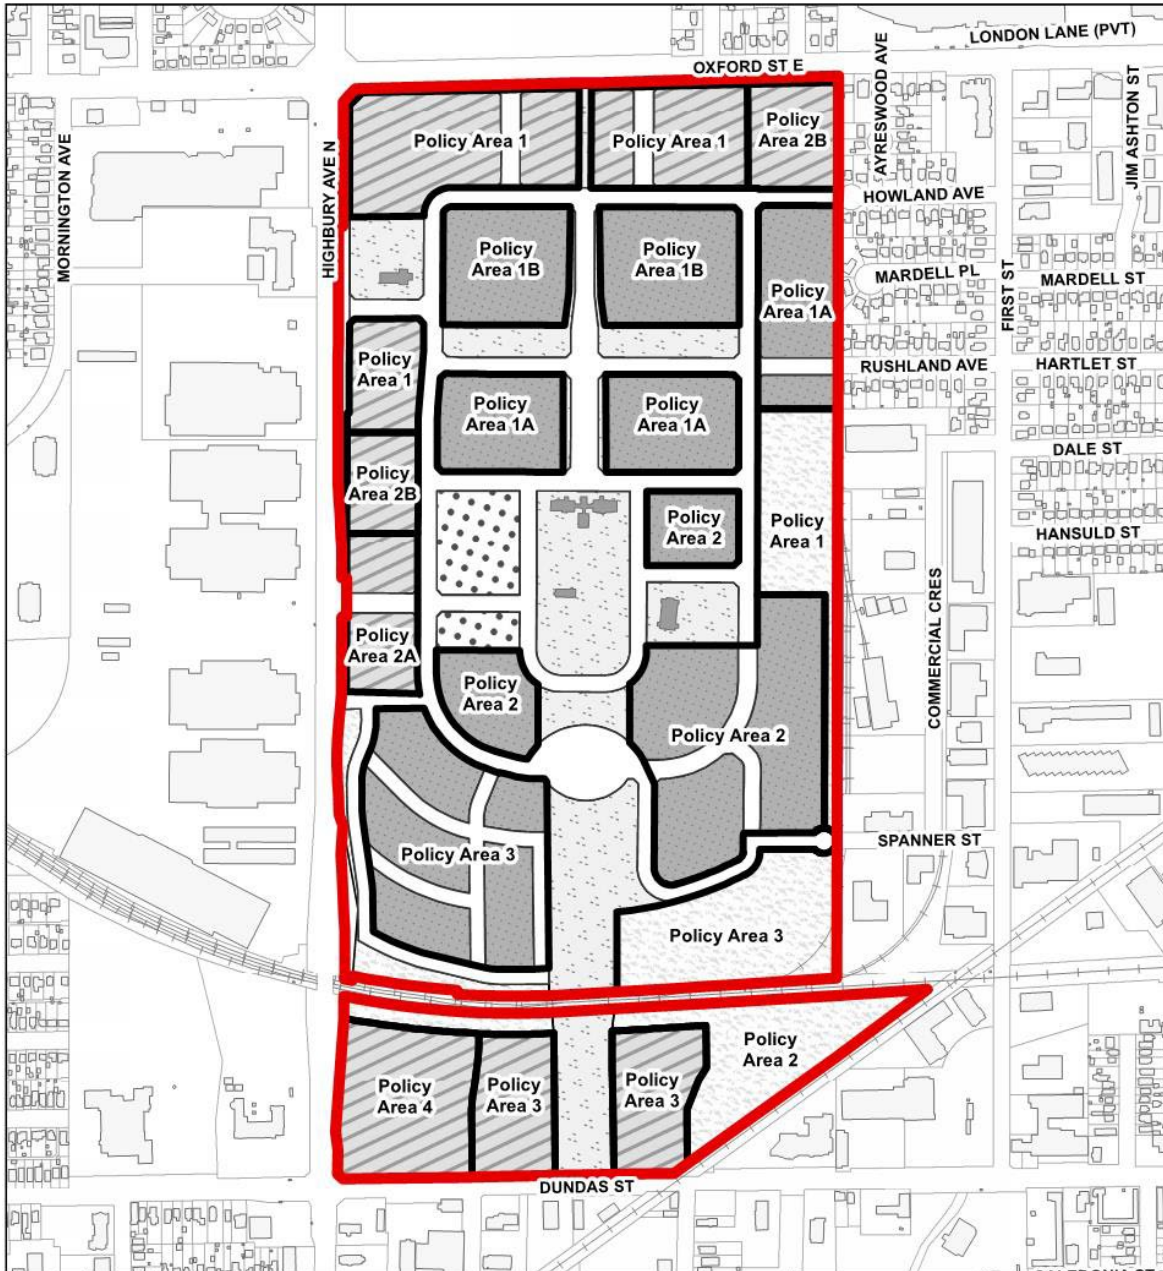 LONDON LANE (PVT)
OXFORD ST E
AYRESWOOD AVE
JIM ASHTON ST
MORNINGTON AVE
HIGHBURY AVE N
Policy Area 1
Policy Area 1
Policy
Area 2B
HOWLAND AVE
Policy
Area 1B
Policy
Area 1B
MARDELL PL
FIRST ST
MARDELL ST
Policy
Area 1A
Policy
Area 1
RUSHLAND AVE
HARTLET ST
Policy
Area 1A
Policy
Area 1A
DALE ST
Policy
Area 2B
Policy
Area 2
Policy
Area 1
HANSULD ST
COMMERCIAL CRES
Policy
Area 2A
Policy
Area 2
Policy Area 2
SPANNER ST
Policy Area 3
Policy Area 3
Policy
Area 2
Policy
Area 4
Policy
Area 3
Policy
Area 3
DUNDAS ST